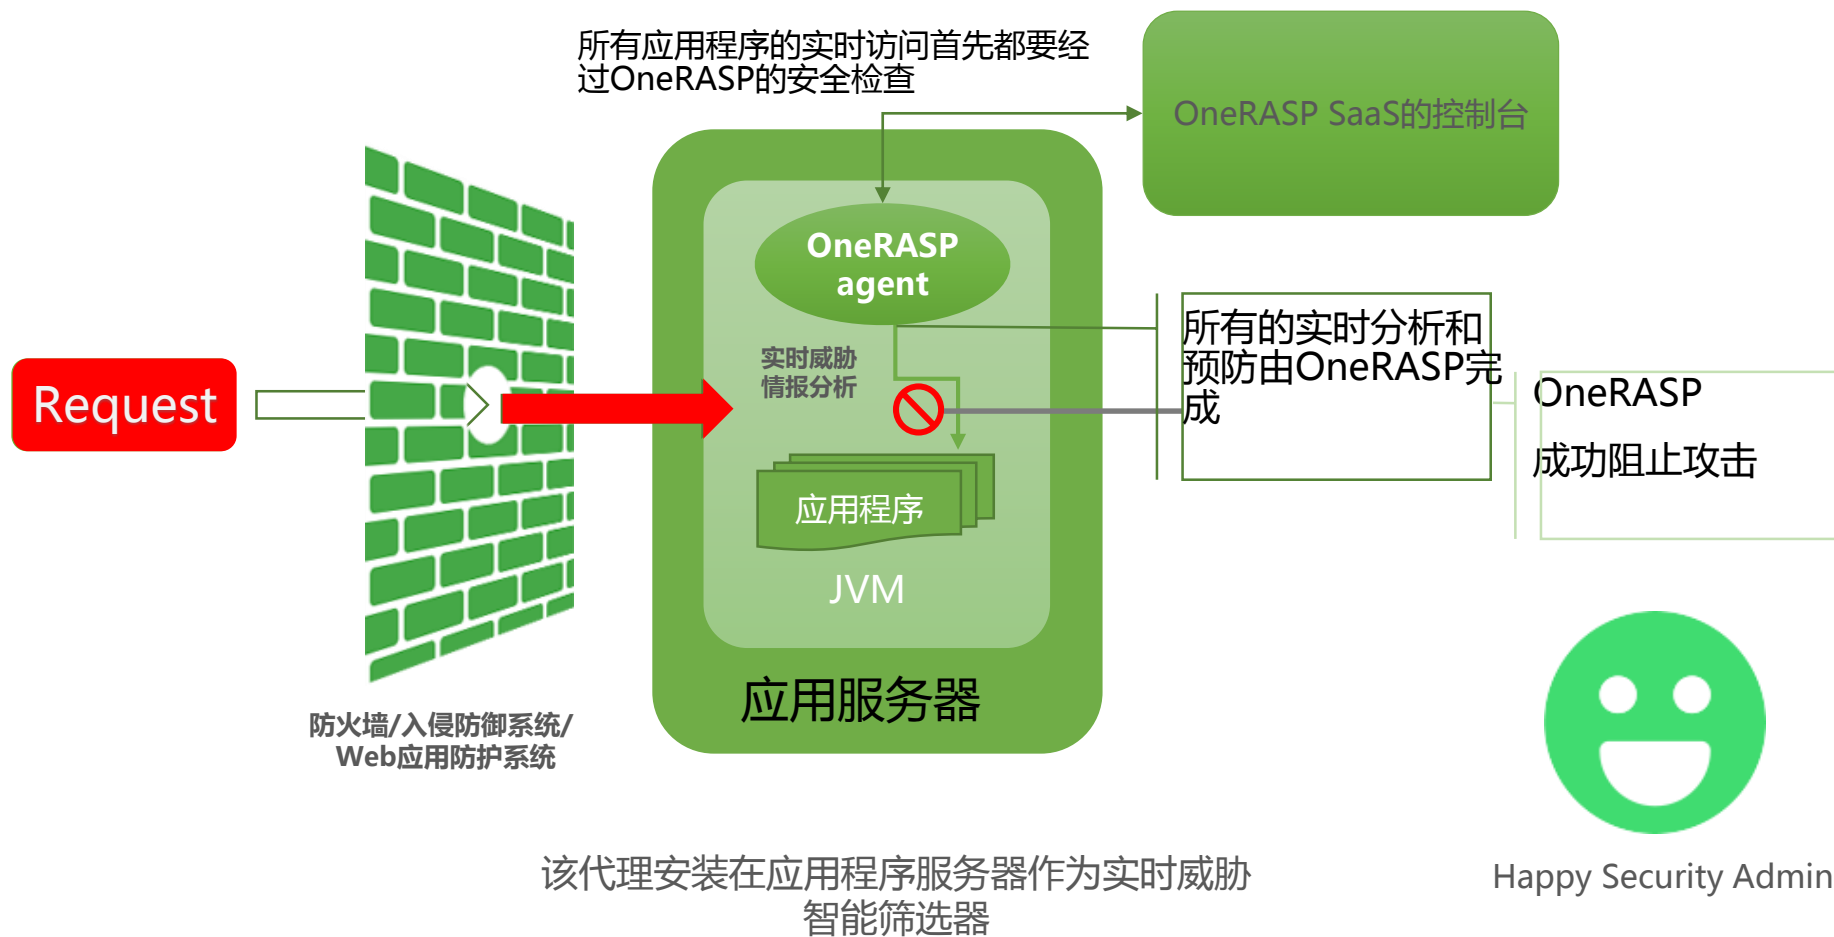 所有应用程序的实时访问首先都要经
过OneRASP的安全检查
OneRASP SaaS的控制台
OneRASP
agent
实时威胁
情报分析
所有的实时分析和
预防由OneRASP完
成
Request
OneRASP
成功阻止攻击
应用程序
JVM
应用服务器
防火墙/入侵防御系统/
Web应用防护系统
该代理安装在应用程序服务器作为实时威胁
智能筛选器
Happy Security Admin